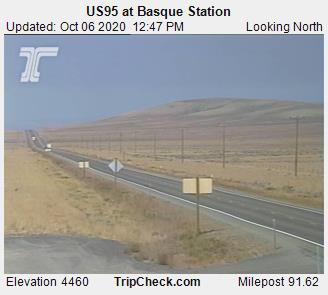 US95 at Basque Station
Updated: Oct 06 2020 12:47 PM Looking North
Elevation 4460 TripCheck.com Milepost 91.62